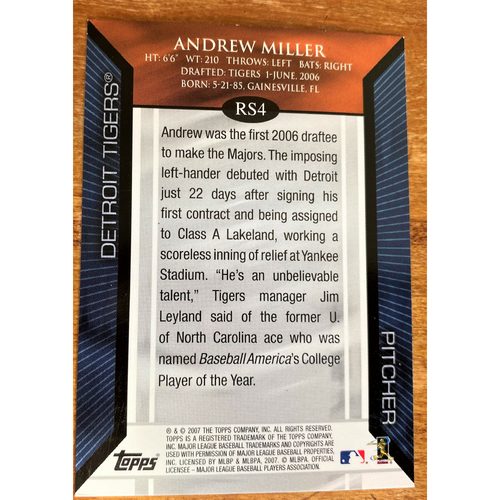 ANDREW MILLER
HT: 6'6" WT: 210 THROWS: LEFT BATS: RIGHT
DRAFTED: TIGERS 1-JUNE, 2006
BORN: 5-21-85, GAINESVILLE, FL
RS4
DETROIT TIGERS®
Andrew was the first 2006 draftee
to make the Majors. The imposing
left-hander debuted with Detroit
just 22 days after signing his
first contract and being assigned
to Class A Lakeland, working a
scoreless inning of relief at Yankee
Stadium. “He’s an unbelievable
talent,” Tigers manager Jim
Leyland said of the former U.
of North Carolina ace who was
named Baseball America’s College
Player of the Year.
PITCHER
® & © 2007 THE TOPPS COMPANY, INC. ALL RIGHTS RESERVED.
TOPPS IS A REGISTERED TRADEMARK OF THE TOPPS COMPANY,
INC. MAJOR LEAGUE BASEBALL TRADEMARKS AND COPYRIGHTS ARE
USED WITH PERMISSION OF MAJOR LEAGUE BASEBALL PROPERTIES,
INC. LICENSED BY MLBP & MLBPA, 2007. © MLBPA. OFFICIAL
LICENSEE - MAJOR LEAGUE BASEBALL PLAYERS ASSOCIATION.
topps